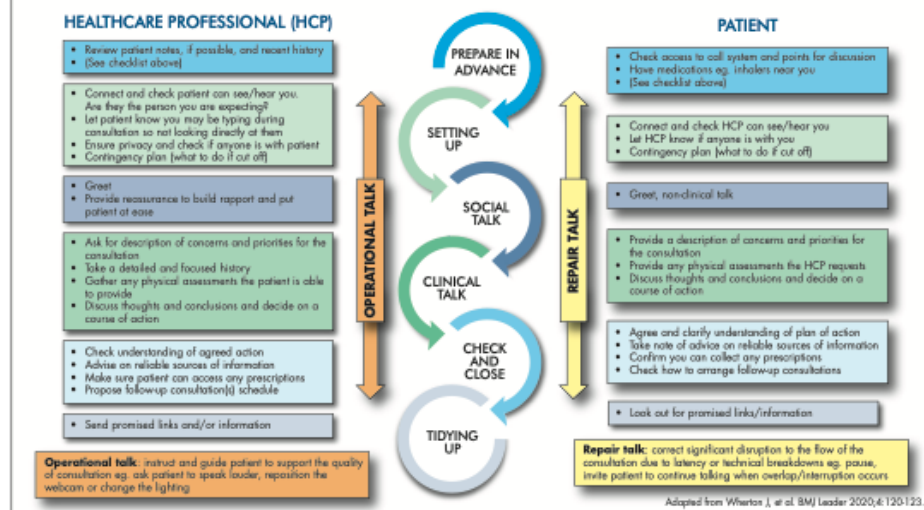 HEALTHCARE PROFESSIONAL (HCP)
• Review patient notes, if possible, and recent history
• (See checklist above)
• Connect and check patient can see/hear you.
Are they the person you are expecting?
• Let patient know you may be typing during
consultation so not looking directly at them
• Ensure privacy and check if anyone is with patient
• Contingency plan (what to do if cut off)
• Greet
• Provide reassurance to build rapport and put
patient at ease
• Ask for description of concerns and priorities for the
consultation
• Take a detailed and focused history
• Gather any physical assessments the patient is able
to provide
• Discuss thoughts and conclusions and decide on a
course of action
• Check understanding of agreed action
• Advise on reliable sources of information
• Make sure patient can access any prescriptions
• Propose follow-up consultation(s) schedule
• Send promised links and/or information
Operational talk: instruct and guide patient to support the quality
of consultation eg. ask patient to speak louder, reposition the
webcam or change the lighting
OPERATIONAL TALK
PREPARE IN
ADVANCE
SETTING
UP
SOCIAL
TALK
CLINICAL
TALK
CHECK
AND
CLOSE
TIDYING
UP
REPAIR TALK
PATIENT
• Check access to call system and points for discussion
• Have medications eg. inhalers near you
• (See checklist above)
• Connect and check HCP can see/hear you
• Let HCP know if anyone is with you
• Contingency plan (what to do if cut off)
• Greet, non-clinical talk
• Provide a description of concerns and priorities for
the consultation
• Provide any physical assessments the HCP requests
• Discuss thoughts and conclusions and decide on a
course of action
• Agree and clarify understanding of plan of action
• Take note of advice on reliable sources of information
• Confirm you can collect any prescriptions
• Check how to arrange follow-up consultations
• Look out for promised links/information
Repair talk: correct significant disruption to the flow of the
consultation due to latency or technical breakdowns eg. pause,
invite patient to continue talking when overlap/interruption occurs
Adapted from Wherton J, et al. BMJ Leader 2020;4:120-123.